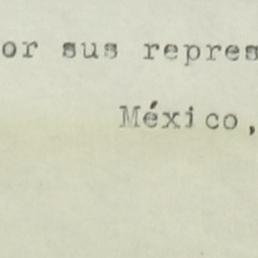 or sus repres
México,